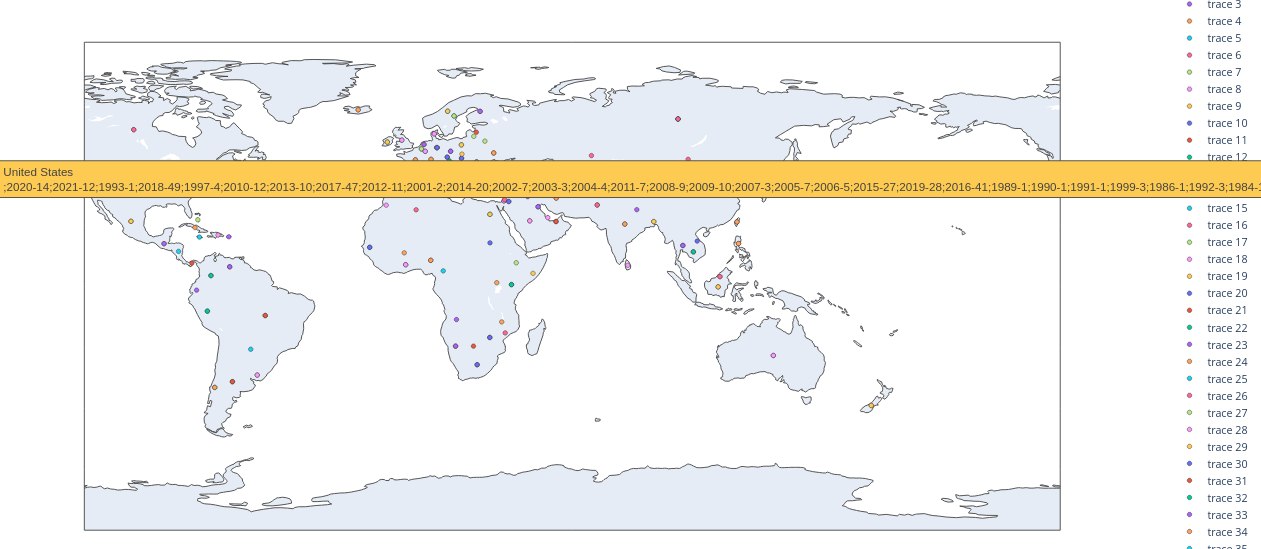 trace 3
trace 4
trace 5
trace 6
trace 7
trace 8
trace 9
trace 10
trace 11
trace 12
United States
;2020-14;2021-12;1993-1;2018-49;1997-4;2010-12;2013-10;2017-47;2012-11;2001-2;2014-20;2002-7;2003-3;2004-4;2011-7;2008-9;2009-10;2007-3;2005-7;2006-5;2015-27;2019-28;2016-41;1989-1;1990-1;1991-1;1999-3;1986-1;1992-3;1984-1
trace 15
trace 16
trace 17
trace 18
trace 19
trace 20
trace 21
trace 22
trace 23
trace 24
trace 25
trace 26
trace 27
trace 28
trace 29
trace 30
trace 31
trace 32
trace 33
trace 34
trace 35